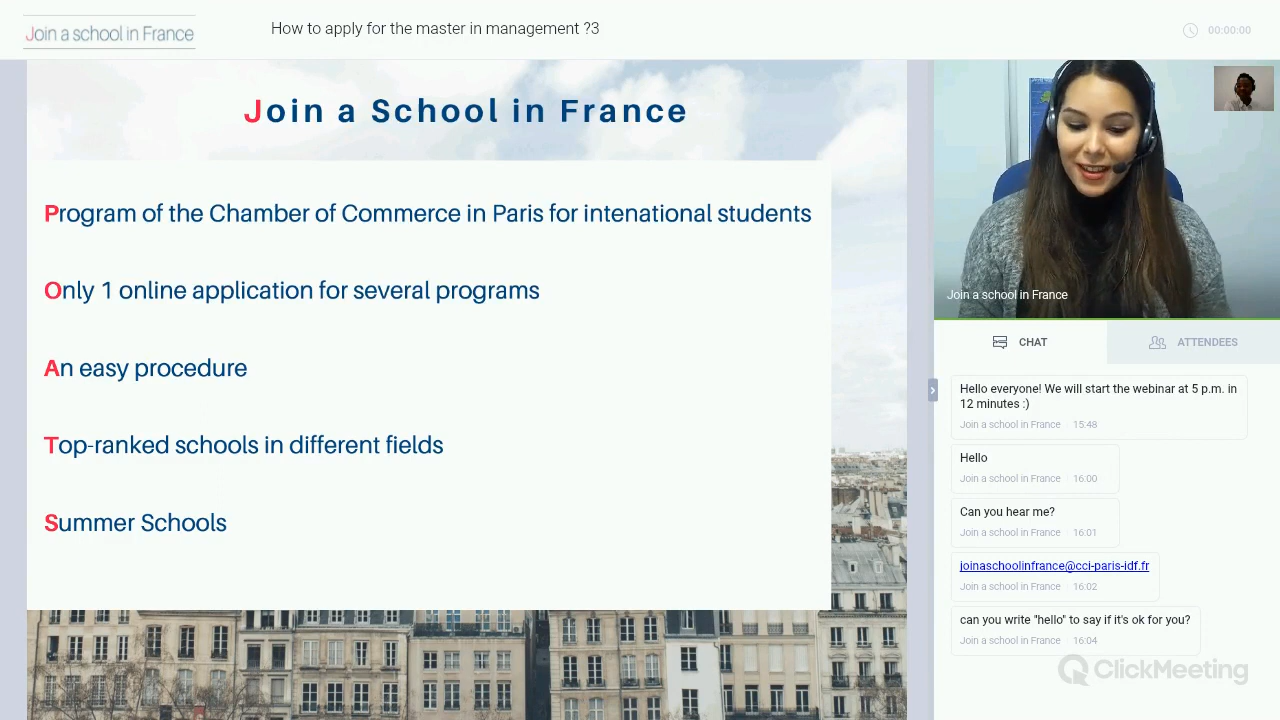 Join a school in France
How to apply for the master in management ?3
00:00:00
Join a School in France
Program of the Chamber of Commerce in Paris for intenational students
Only 1 online application for several programs
An easy procedure
Top-ranked schools in different fields
Summer Schools
Join a school in France
CHAT
ATTENDEES
Hello everyone! We will start the webinar at 5 p.m. in
12 minutes :)
Join a school in France 15:48
Hello
Join a school in France 16:00
Can you hear me?
Join a school in France 16:01
joinaschoolinfrance@cci-paris-idf.fr
Join a school in France 16:02
can you write "hello" to say if it's ok for you?
Join a school in France 16:04
ClickMeeting